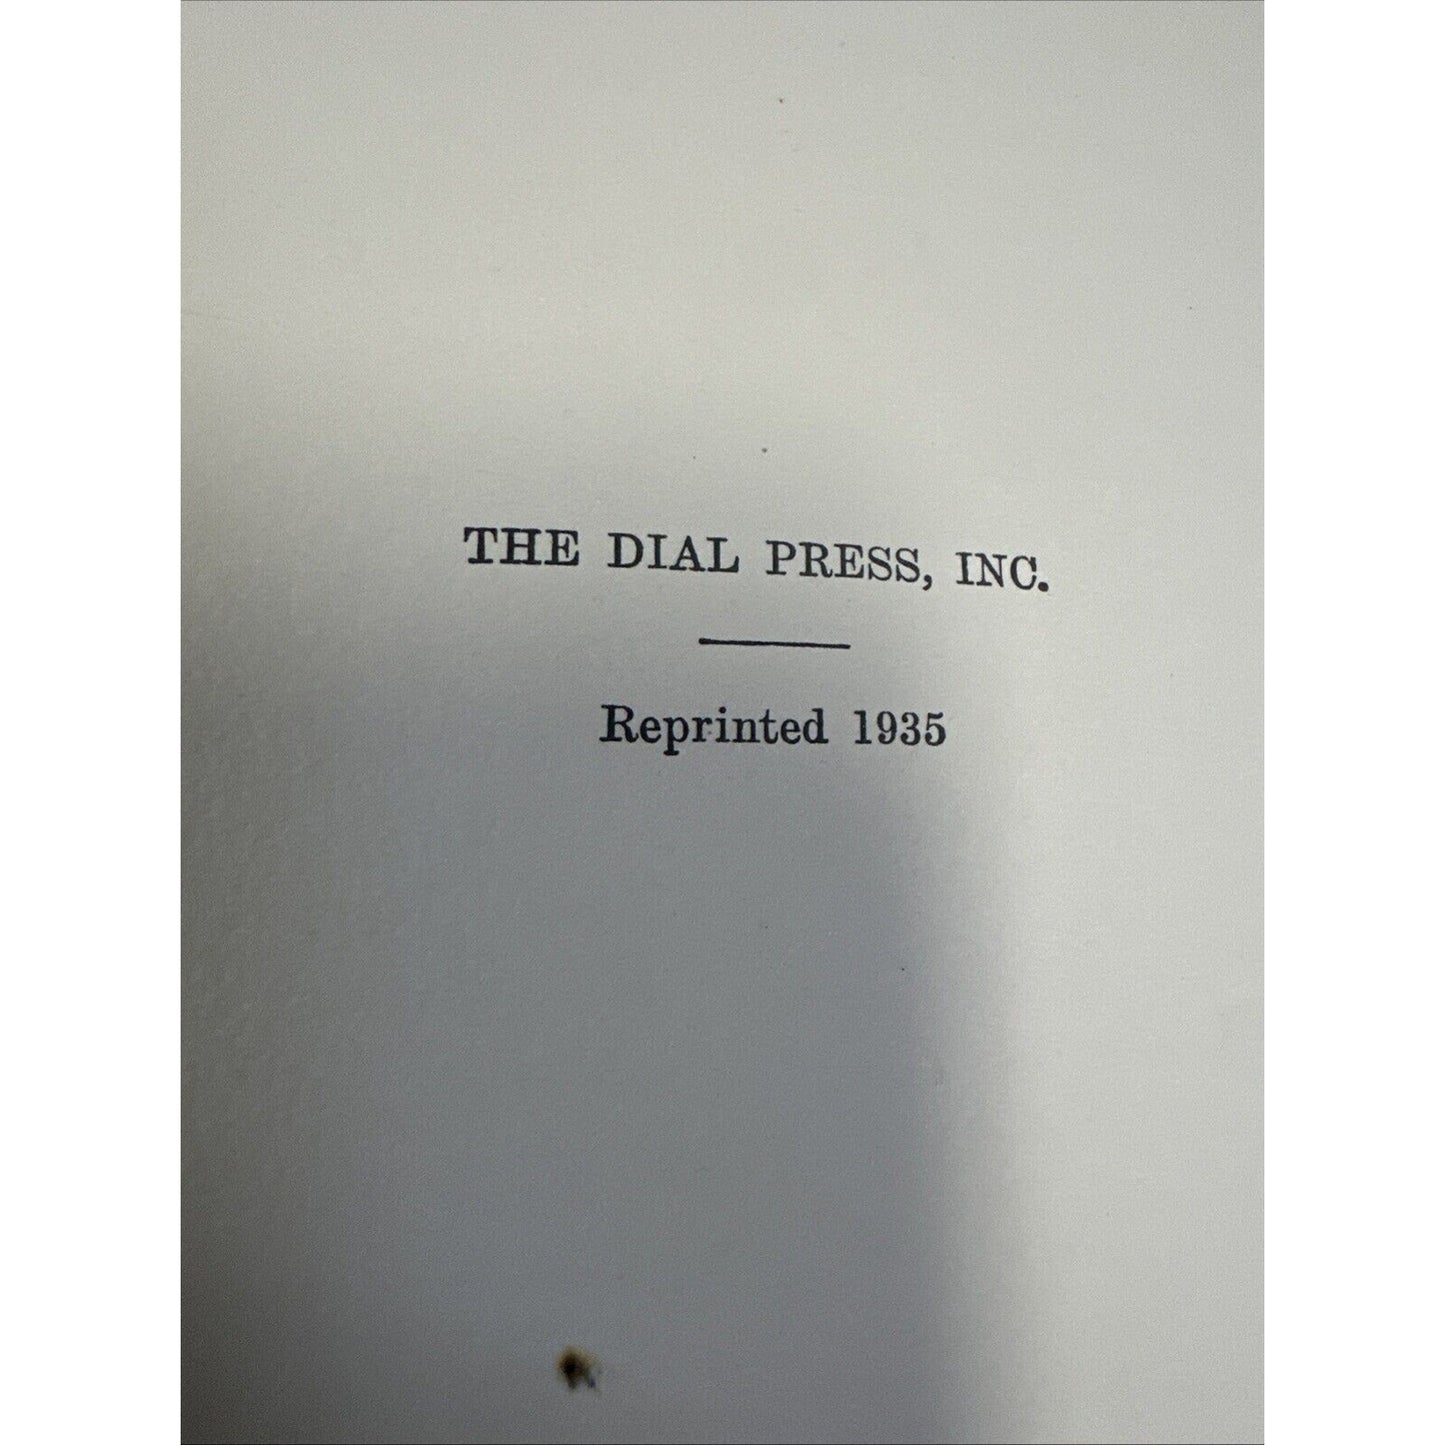 THE DIAL PRESS, INC.
Reprinted 1935